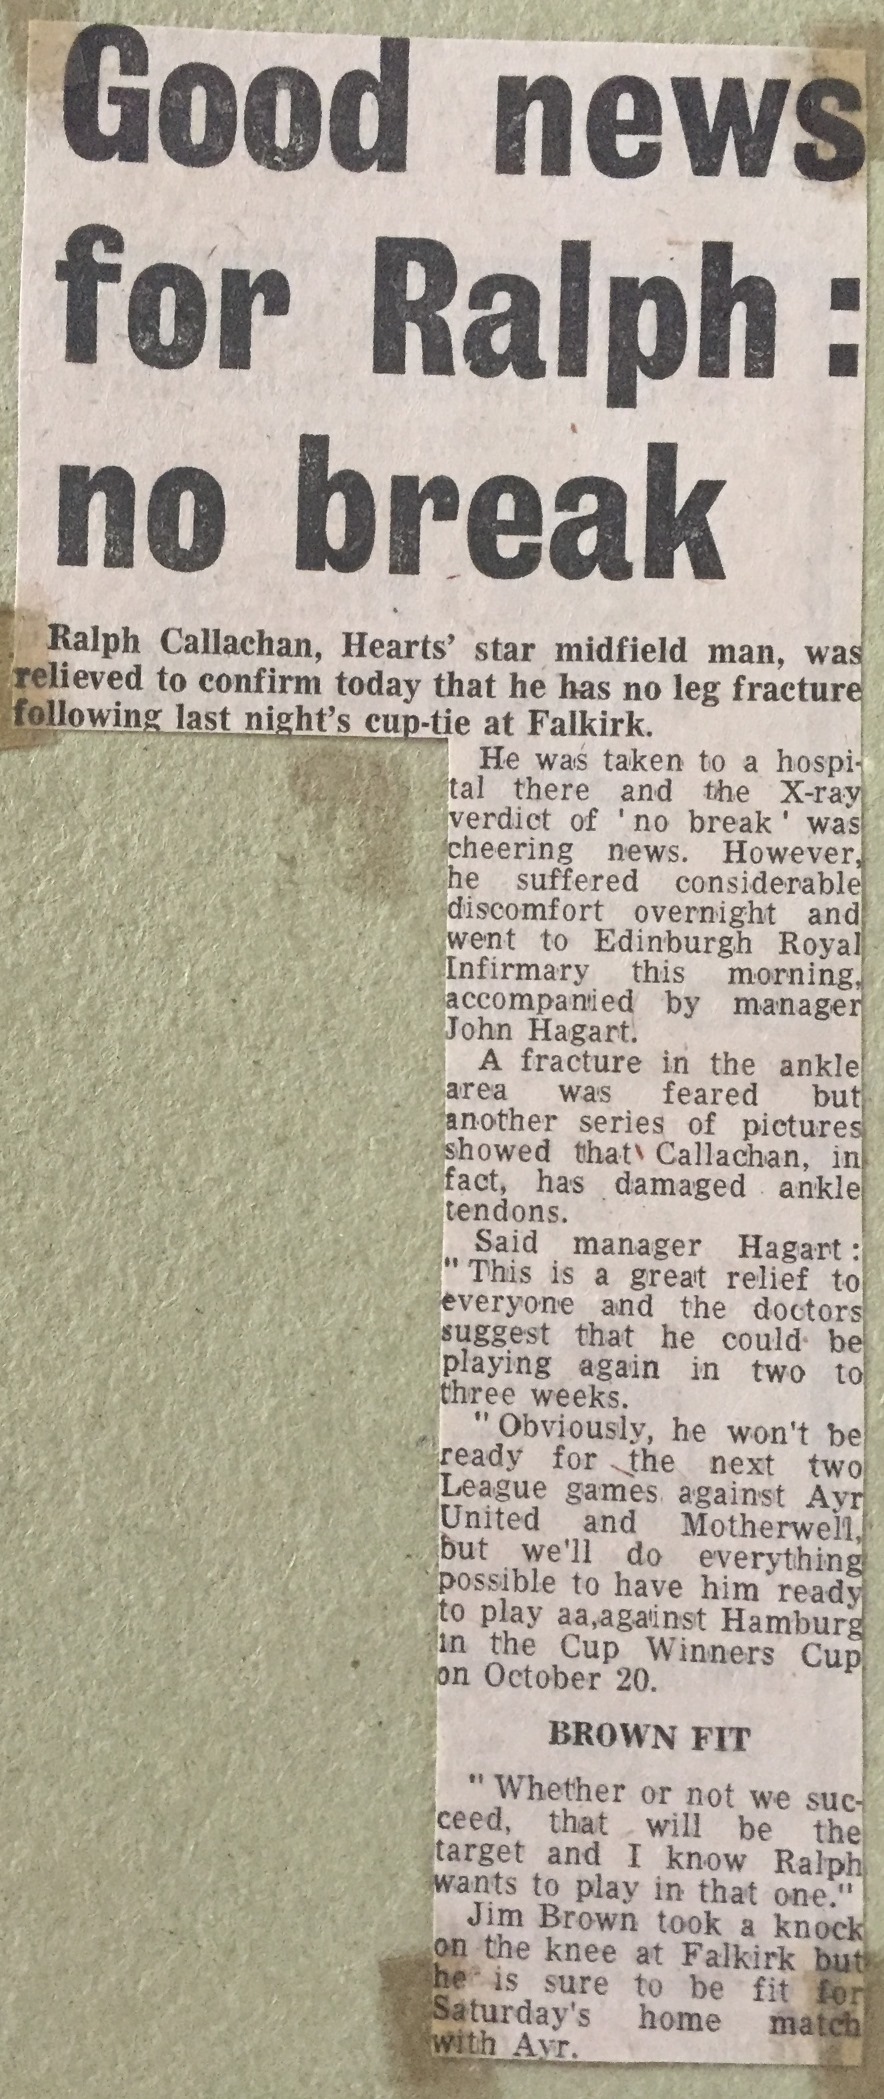 Good news
for Ralph :
no break
Ralph Callachan, Hearts' star midfield man, was
relieved to confirm today that he has no leg fracture
following last night's cup-tie at Falkirk.
He was taken to a hospi-
tal there and the X-ray
verdict of 'no break' was
cheering news. However,
he suffered considerable
discomfort overnight and
went to Edinburgh Royal
Infirmary this morning,
accompanied by manager
John Hagart.
A fracture in the ankle
area was feared but
another series of pictures
showed that Callachan, in
fact, has damaged ankle
tendons.
Said manager Hagart :
"This is a great relief to
everyone and the doctors
suggest that he could be
playing again in two to
three weeks.
"Obviously, he won't be
ready for the next two
League games against Ayr
United and Motherwell,
but we'll do everything
possible to have him ready
to play aa,against Hamburg
in the Cup Winners Cup
on October 20.
BROWN FIT
"Whether or not we suc-
ceed, that will be the
target and I know Ralph
wants to play in that one."
Jim Brown took a knock
on the knee at Falkirk but
he is sure to be fit for
Saturday's home match
with Ayr.